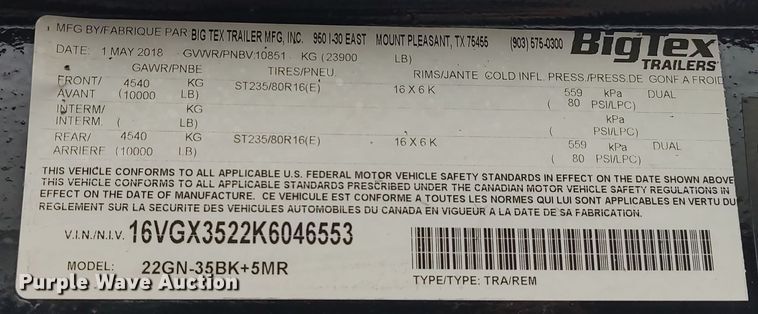 MFG BY/FABRIQUE PAR BIG TEX TRAILER MFG, INC. 950 I-30 EAST MOUNT PLEASANT, TX 75455 (903) 575-0300
BigTex
TRAILERS
DATE: 1 MAY 2018 GVWR/PNBV:10851 KG (23900 LB)
GAWR/PNBE TIRES/PNEU. RIMS/JANTE COLD INFL. PRESS./PRESS.DE GONF A FROID
FRONT/ 4540 KG ST235/80R16(E) 16 X 6 K 559 kPa DUAL
AVANT (10000 LB) ( 80 PSI/LPC)
INTERM/ KG kPa
INTERM. ( LB) ( PSI/LPC)
REAR/ 4540 KG ST235/80R16(E) 16 X 6 K 559 kPa DUAL
ARRIERE (10000 LB) ( 80 PSI/LPC)
THIS VEHICLE CONFORMS TO ALL APPLICABLE U.S. FEDERAL MOTOR VEHICLE SAFETY STANDARDS IN EFFECT ON THE DATE SHOWN ABOVE
THIS VEHICLE CONFORMS TO ALL APPLICABLE STANDARDS PRESCRIBED UNDER THE CANADIAN MOTOR VEHICLE SAFETY REGULATIONS IN
EFFECT ON THE DATE OF MANUFACTURE. CE VEHICULE EST CONFORME A TOUTES LES NORMES QUI LUI SONT APPLICABLES EN VERTU DU
REGLEMENT SUR LA SECURITE DES VEHICULES AUTOMOBILES DU CANADA EN VIGUEUR A LA DATE DE SA FABRICATION.
V.I.N./N.I.V. 16VGX3522K6046553
MODEL: 22GN-35BK+5MR
TYPE/TYPE: TRA/REM
Purple Wave Auction